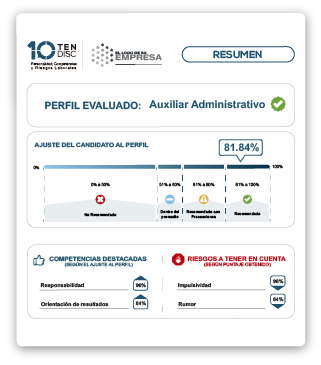 10 TEN
DISC
Personalidad, Competencias
y Riesgos Laborales
EL LOGO DE SU
EMPRESA
RESUMEN
PERFIL EVALUADO: Auxiliar Administrativo
AJUSTE DEL CANDIDATO AL PERFIL
81.84%
0%
100%
0% a 50%
51% a 60%
61% a 80%
81% a 100%
No Recomendado
Dentro del
promedio
Recomendado con
Precauciones
Recomendado
COMPETENCIAS DESTACADAS
(SEGÚN EL AJUSTE AL PERFIL)
Responsabilidad
96%
Orientación de resultados
84%
RIESGOS A TENER EN CUENTA
(SEGÚN PUNTAJE OBTENIDO)
Impulsividad
96%
Rumor
84%